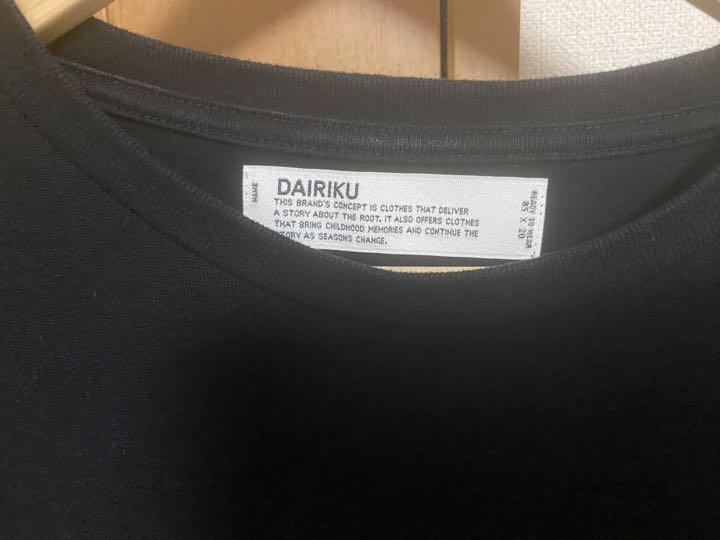 NAME
DAIRIKU
THIS BRAND'S CONCEPT IS CLOTHES THAT DELIVER
A STORY ABOUT THE ROOT. IT ALSO OFFERS CLOTHES
THAT BRING CHILDHOOD MEMORIES AND CONTINUE THE
STORY AS SEASONS CHANGE.
READY TO WEAR
85 X 20